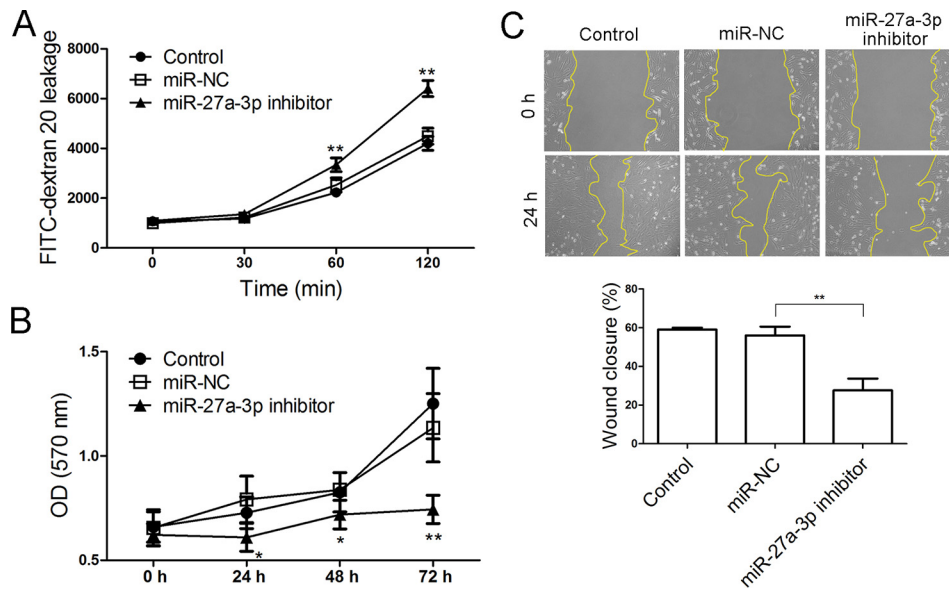 A
FITC-dextran 20 leakage
8000
6000
4000
2000
0
Control
miR-NC
miR-27a-3p inhibitor
**
**
0
30
60
120
Time (min)
B
OD (570 nm)
1.5
1.0
0.5
Control
miR-NC
miR-27a-3p inhibitor
*
*
**
0 h
24 h
48 h
72 h
C
Control
miR-NC
miR-27a-3p
inhibitor
0 h
24 h
Wound closure (%)
80
60
40
20
0
**
Control
miR-NC
miR-27a-3p inhibitor